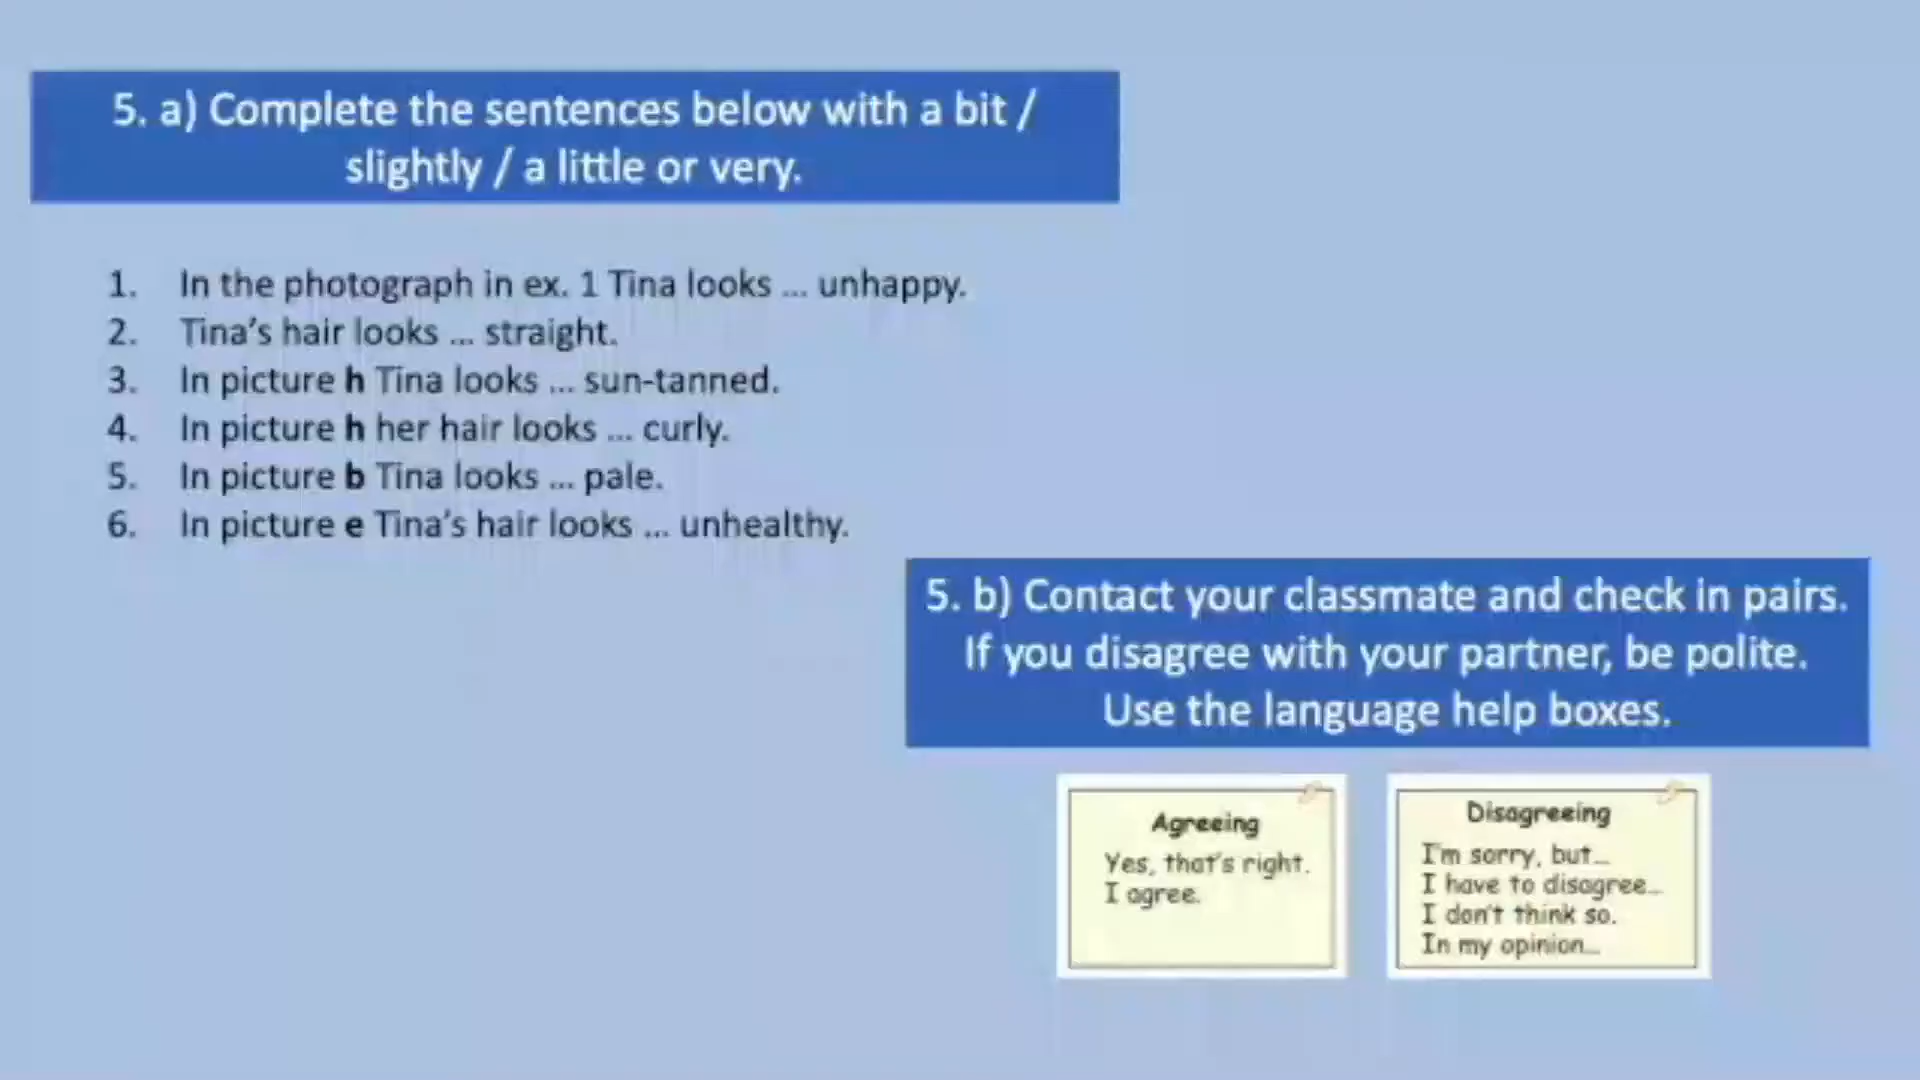 5. a) Complete the sentences below with a bit /
slightly / a little or very.
1. In the photograph in ex. 1 Tina looks ... unhappy.
2. Tina's hair looks ... straight.
3. In picture h Tina looks ... sun-tanned.
4. In picture h her hair looks ... curly.
5. In picture b Tina looks ... pale.
6. In picture e Tina's hair looks ... unhealthy.
5. b) Contact your classmate and check in pairs.
If you disagree with your partner, be polite.
Use the language help boxes.
Agreeing
Yes, that's right.
I agree.
Disagreeing
I'm sorry, but...
I have to disagree...
I don't think so.
In my opinion...